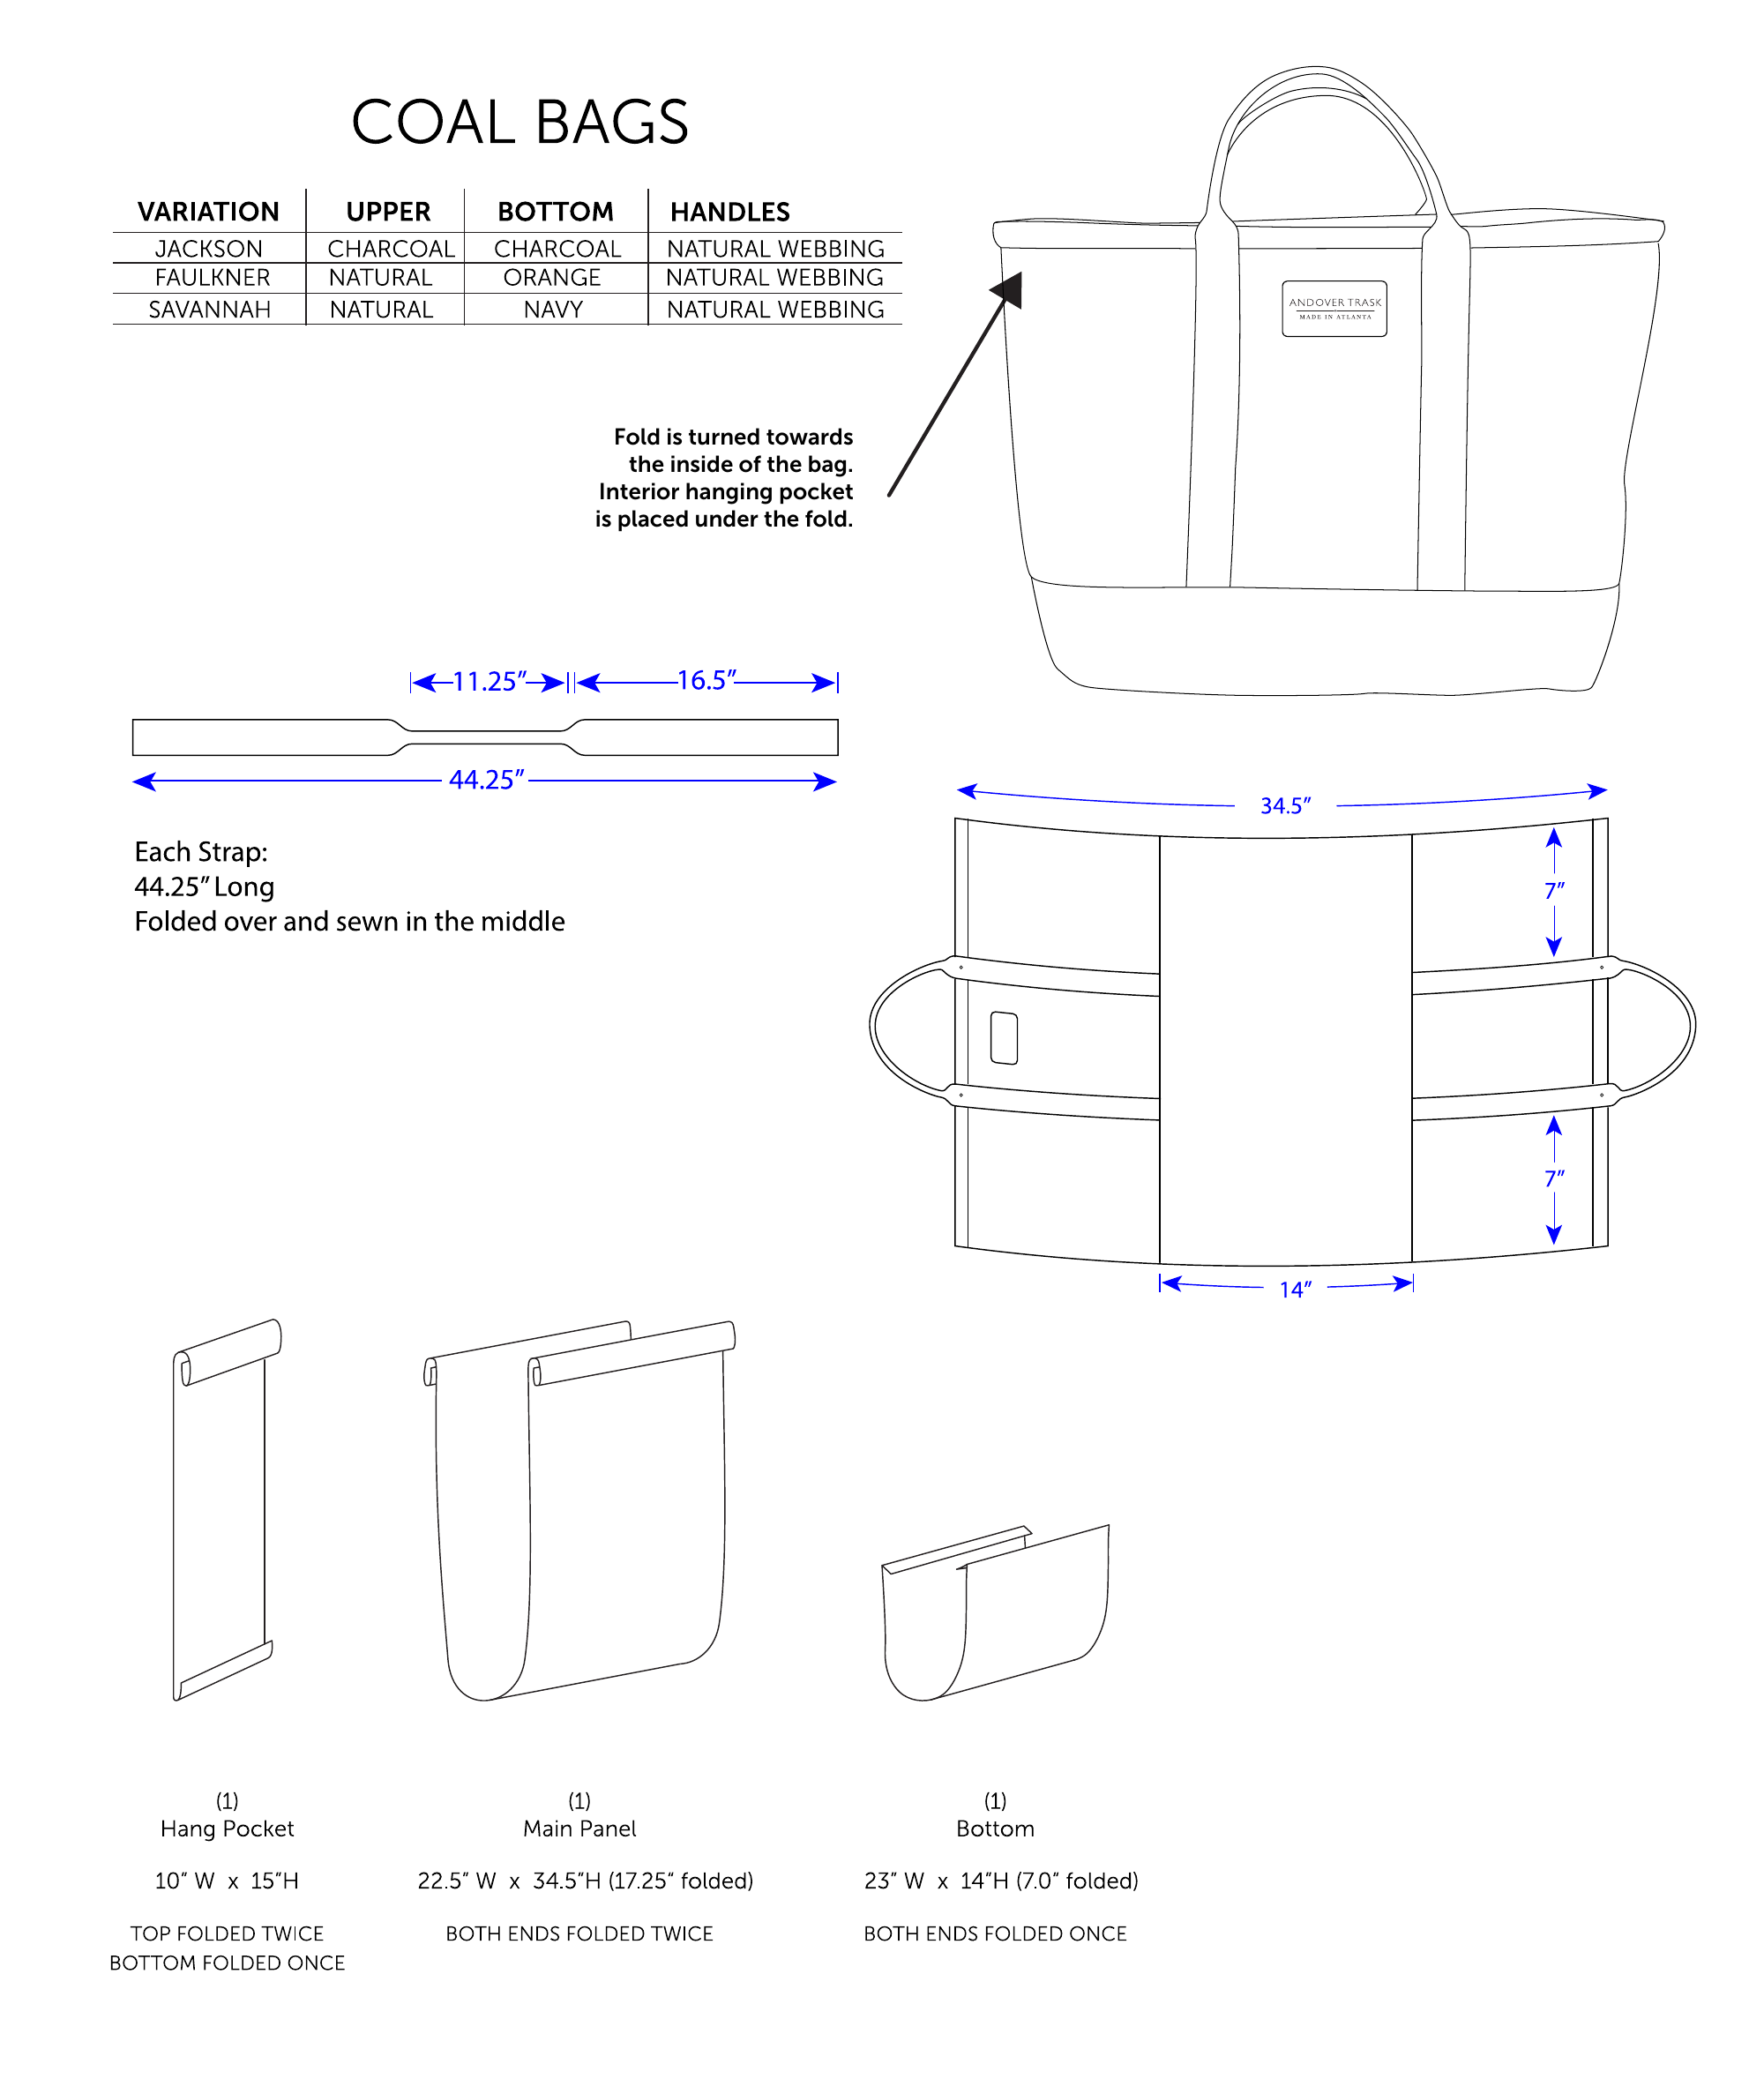 COAL BAGS
VARIATION UPPER BOTTOM HANDLES
JACKSON CHARCOAL CHARCOAL NATURAL WEBBING
FAULKNER NATURAL ORANGE NATURAL WEBBING
SAVANNAH NATURAL NAVY NATURAL WEBBING
ANDOVER TRASK
MADE IN ATLANTA
Fold is turned towards
the inside of the bag.
Interior hanging pocket
is placed under the fold.
11.25” 16.5”
44.25”
Each Strap:
44.25” Long
Folded over and sewn in the middle
34.5”
7”
7”
14”
(1)
Hang Pocket
10” W x 15”H
TOP FOLDED TWICE
BOTTOM FOLDED ONCE
(1)
Main Panel
22.5” W x 34.5”H (17.25” folded)
BOTH ENDS FOLDED TWICE
(1)
Bottom
23” W x 14”H (7.0” folded)
BOTH ENDS FOLDED ONCE